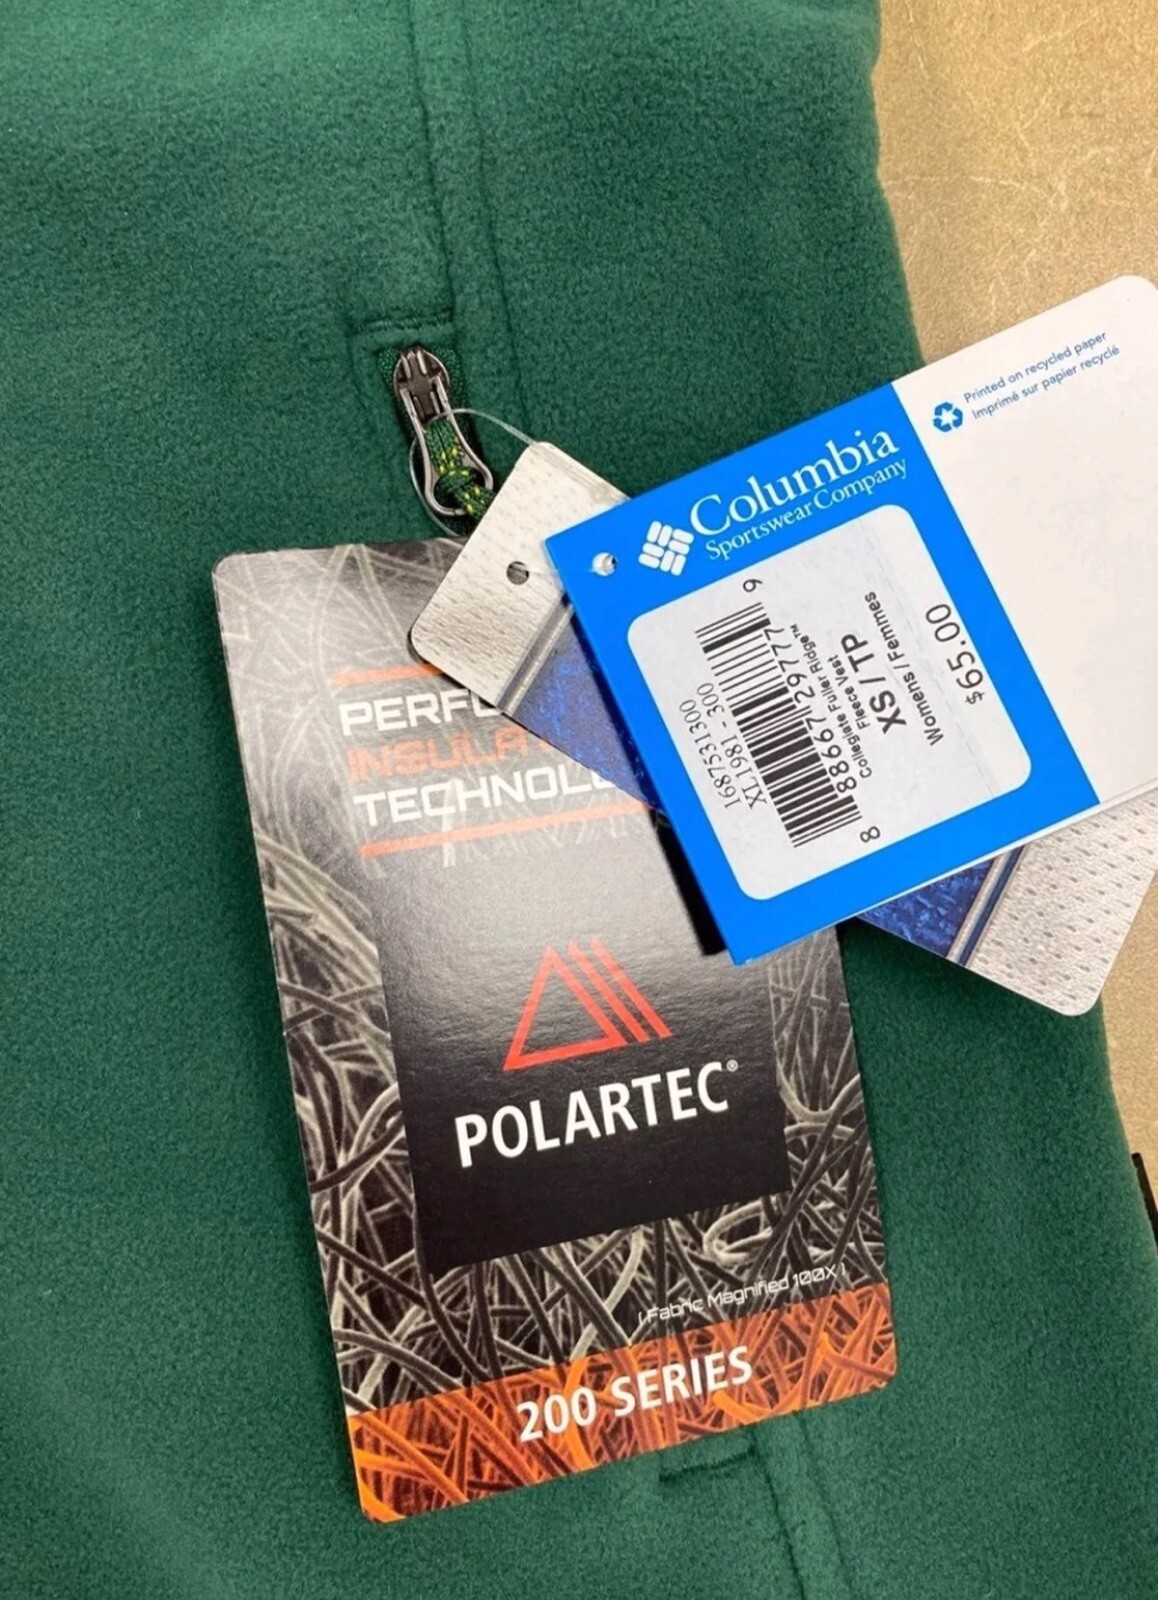 Printed on recycled paper
Imprimé sur papier recyclé
Columbia
Sportswear Company
1687531300
XL1981 - 300
8 88667 29777 9
Collegiate Fuller Ridge™
Fleece Vest
XS / TP
Womens / Femmes
$65.00
TECHNOLO
POLARTEC®
( Fabric Magnified 100X )
200 SERIES